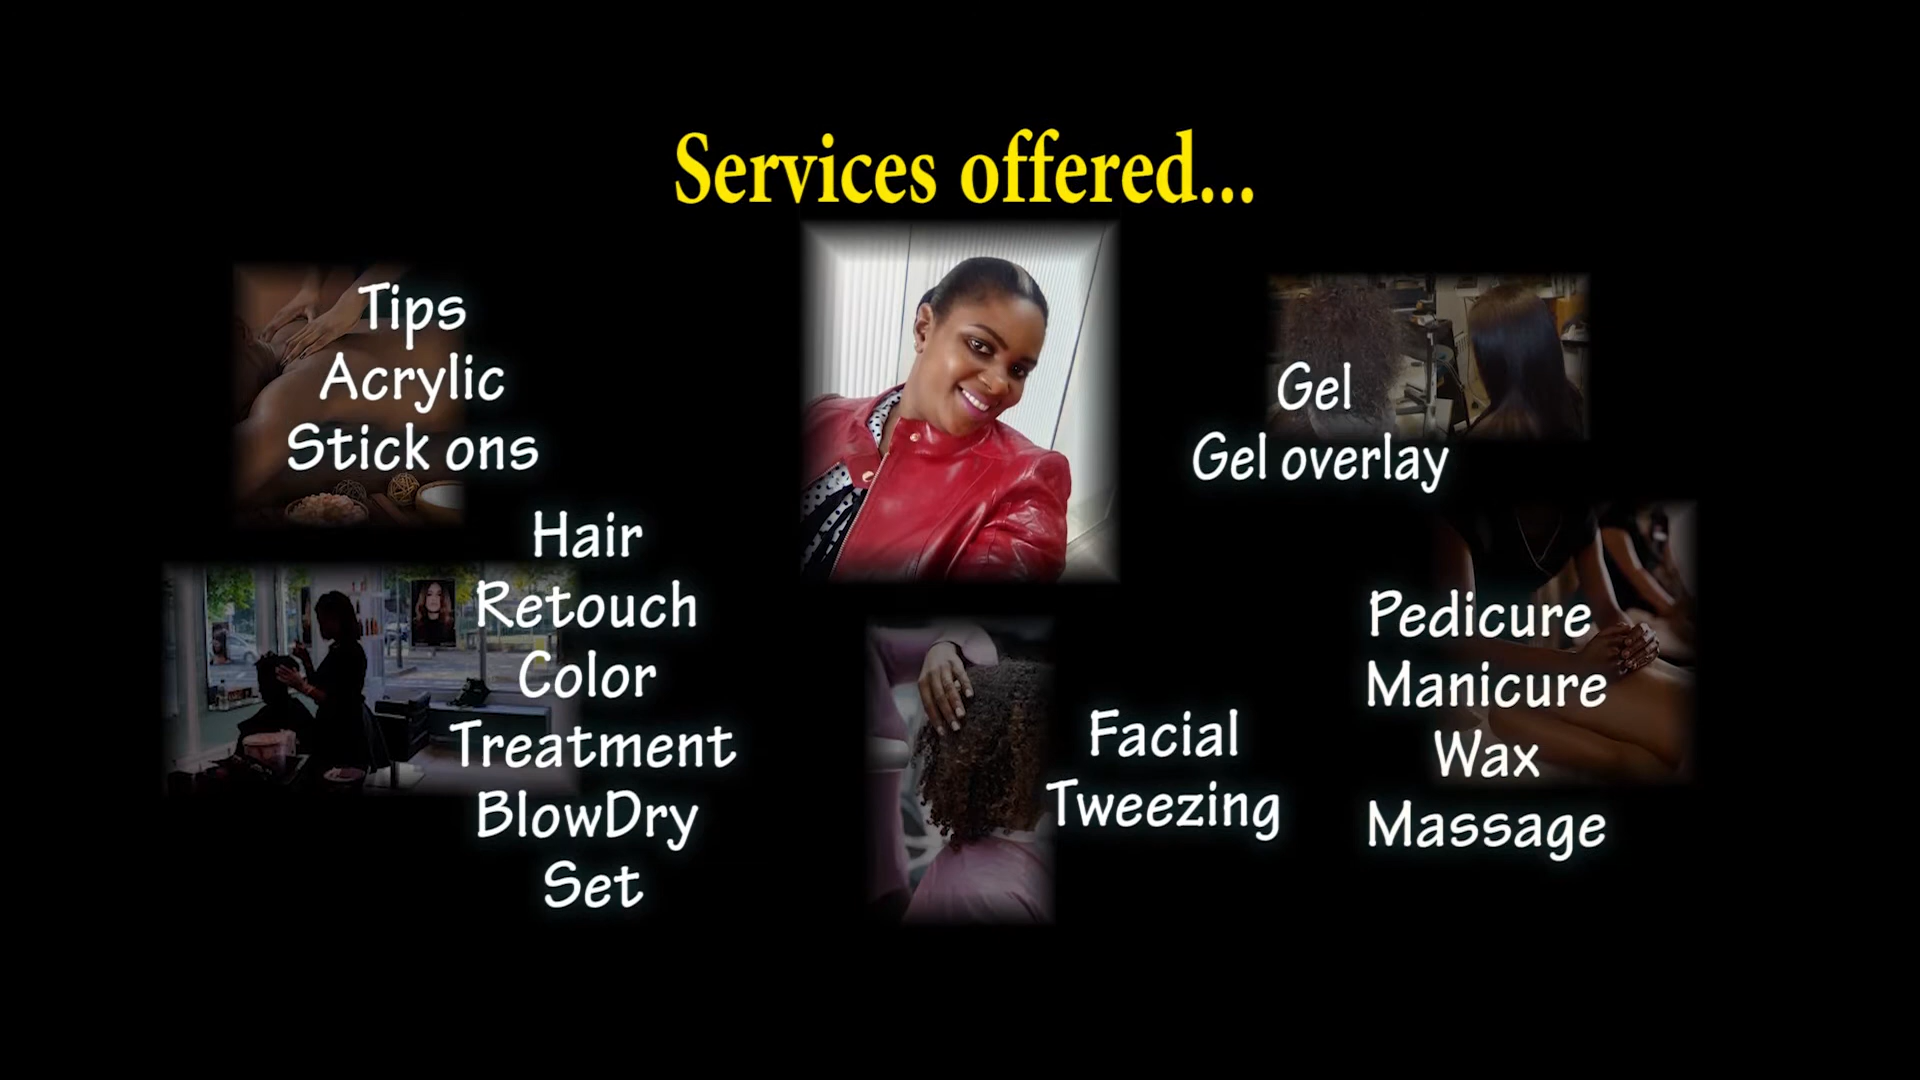 Services offered...
Tips
Acrylic
Stick ons
Gel
Gel overlay
Hair
Retouch
Color
Treatment
BlowDry
Set
Facial
Tweezing
Pedicure
Manicure
Wax
Massage